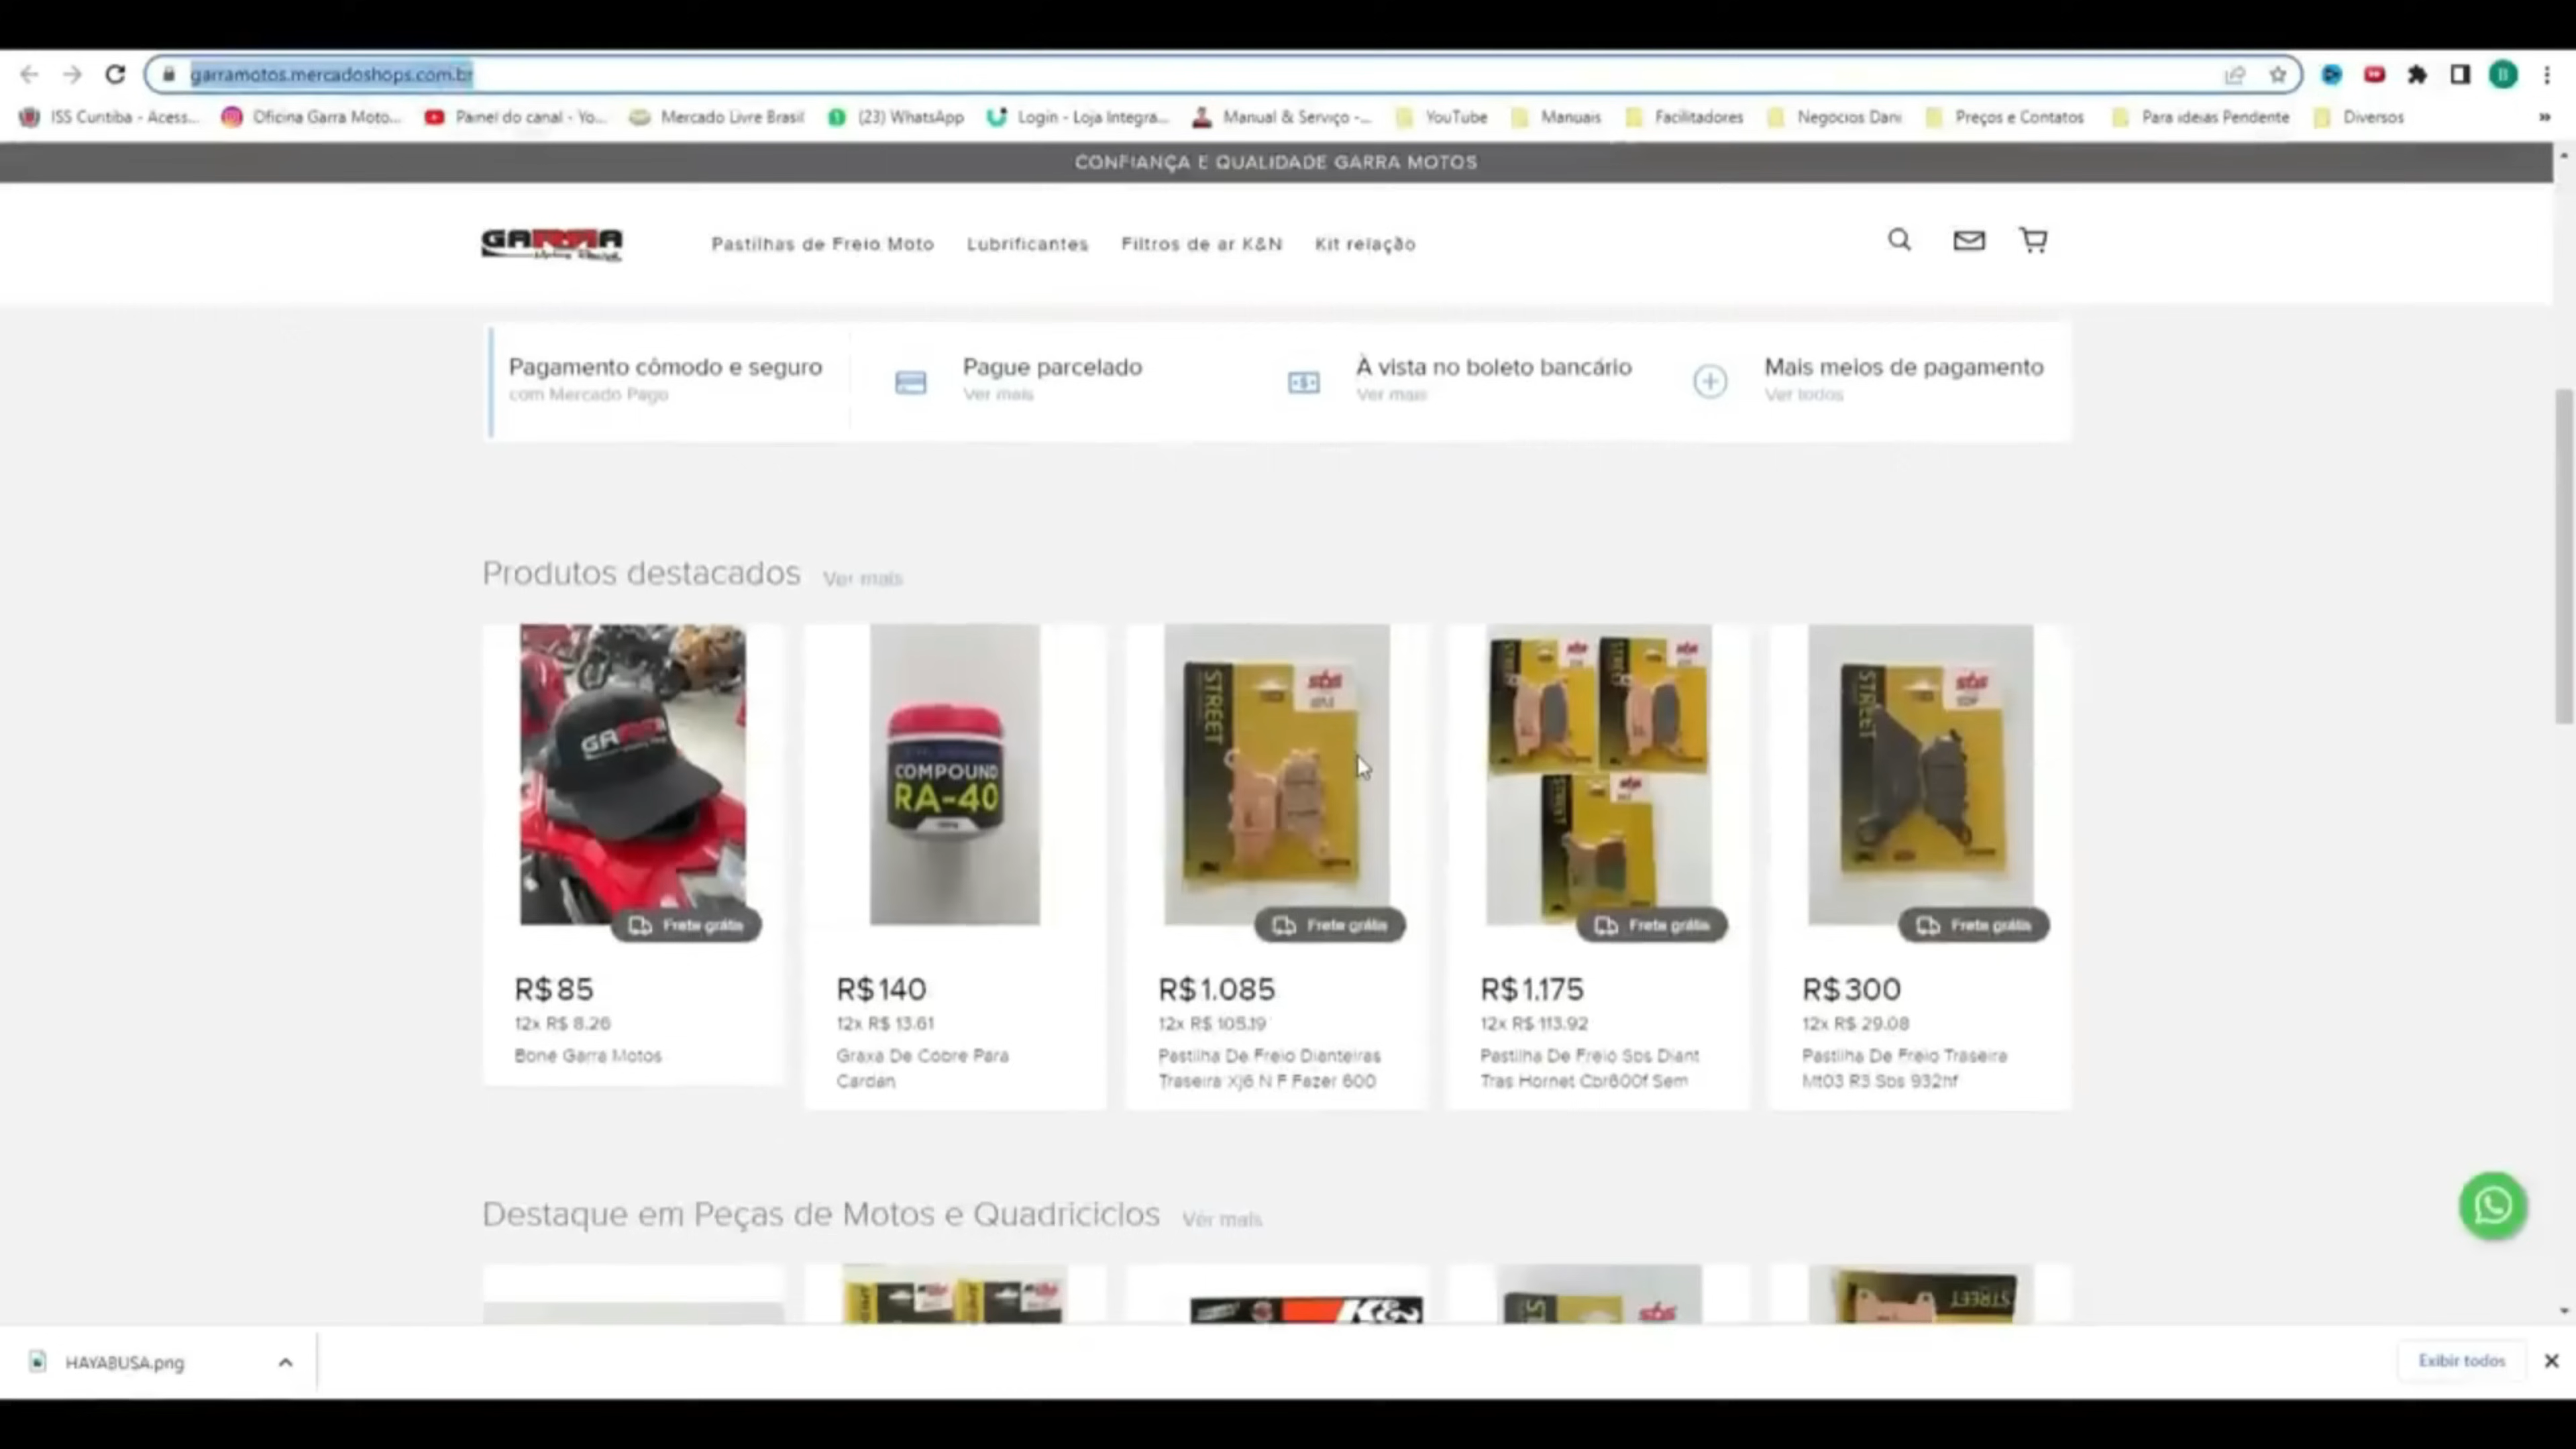 garramotos.mercadoshops.com.br
ISS Curitiba - Acess...
Oficina Garra Moto...
Painel do canal - Yo...
Mercado Livre Brasil
(23) WhatsApp
Login - Loja Integra...
Manual & Serviço -...
YouTube
Manuais
Facilitadores
Negocios Dani
Preços e Contatos
Para ideias Pendente
Diversos
CONFIANÇA E QUALIDADE GARRA MOTOS
GARRA
Pastilhas de Freio Moto
Lubrificantes
Filtros de ar K&N
Kit relação
Pagamento cômodo e seguro
com Mercado Pago
Pague parcelado
Ver mais
À vista no boleto bancário
Ver mais
Mais meios de pagamento
Ver todos
Produtos destacados Ver mais
GARRA
COMPOUND
RA-40
STREET
sbs
STREET
sbs
Frete grátis
Frete grátis
Frete grátis
Frete grátis
R$ 85
12x R$ 8.26
Bone Garra Motos
R$ 140
12x R$ 13.61
Graxa De Cobre Para
Cardan
R$ 1.085
12x R$ 105.19
Pastilha De Freio Dianteiras
Traseira Xj6 N F Fazer 600
R$ 1.175
12x R$ 113.92
Pastilha De Freio Sbs Diant
Tras Hornet Cbr600f Sem
R$ 300
12x R$ 29.08
Pastilha De Freio Traseira
Mt03 R3 Sbs 932hf
Destaque em Peças de Motos e Quadriciclos Ver mais
K&N
sbs
STREET
HAYABUSA.png
Exibir todos